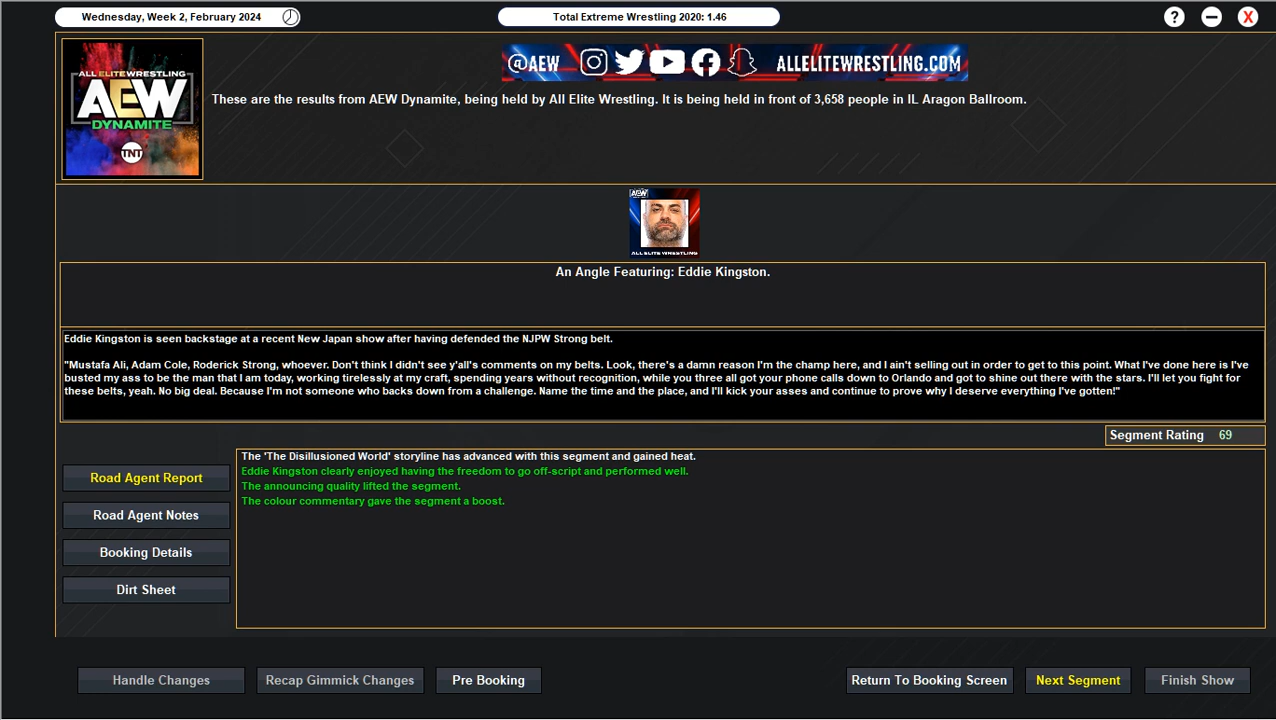 Wednesday, Week 2, February 2024
Total Extreme Wrestling 2020: 1.46
?
X
ALL ELITE WRESTLING
AEW
DYNAMITE
TNT
@AEW
ALLELITEWRESTLING.COM
These are the results from AEW Dynamite, being held by All Elite Wrestling. It is being held in front of 3,658 people in IL Aragon Ballroom.
AEW
ALL ELITE WRESTLING
An Angle Featuring: Eddie Kingston.
Eddie Kingston is seen backstage at a recent New Japan show after having defended the NJPW Strong belt.
"Mustafa Ali, Adam Cole, Roderick Strong, whoever. Don't think I didn't see y'all's comments on my belts. Look, there's a damn reason I'm the champ here, and I ain't selling out in order to get to this point. What I've done here is I've
busted my ass to be the man that I am today, working tirelessly at my craft, spending years without recognition, while you three all got your phone calls down to Orlando and got to shine out there with the stars. I'll let you fight for
these belts, yeah. No big deal. Because I'm not someone who backs down from a challenge. Name the time and the place, and I'll kick your asses and continue to prove why I deserve everything I've gotten!"
Segment Rating 69
The 'The Disillusioned World' storyline has advanced with this segment and gained heat.
Eddie Kingston clearly enjoyed having the freedom to go off-script and performed well.
The announcing quality lifted the segment.
The colour commentary gave the segment a boost.
Road Agent Report
Road Agent Notes
Booking Details
Dirt Sheet
Handle Changes
Recap Gimmick Changes
Pre Booking
Return To Booking Screen
Next Segment
Finish Show